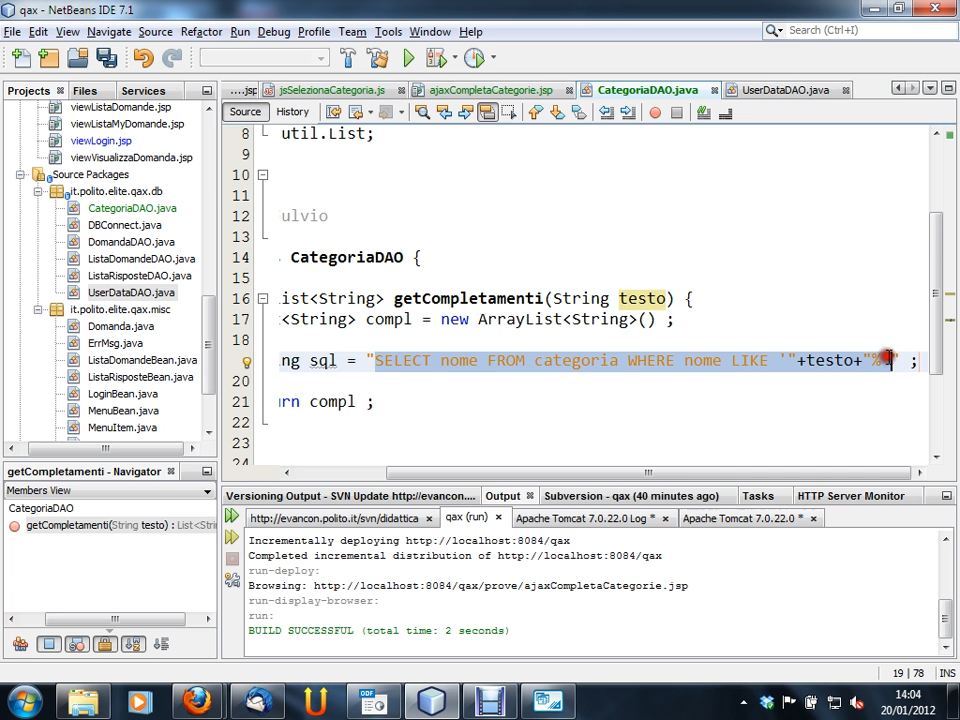 qax - NetBeans IDE 7.1
File Edit View Navigate Source Refactor Run Debug Profile Team Tools Window Help
Search (Ctrl+I)
Projects Files Services
...jsp jsSelezionaCategoria.js ajaxCompletaCategorie.jsp CategoriaDAO.java UserDataDAO.java
Source History
viewListaDomande.jsp
viewListaMyDomande.jsp
viewLogin.jsp
viewVisualizzaDomanda.jsp
Source Packages
it.polito.elite.qax.db
CategoriaDAO.java
DBConnect.java
DomandaDAO.java
ListaDomandeDAO.java
ListaRisposteDAO.java
UserDataDAO.java
it.polito.elite.qax.misc
Domanda.java
ErrMsg.java
ListaDomandeBean.java
ListaRisposteBean.java
LoginBean.java
MenuBean.java
MenuItem.java
8 util.List;
9
10
11
12 ulvio
13
14 CategoriaDAO {
15
16 ist<String> getCompletamenti(String testo) {
17 <String> compl = new ArrayList<String>() ;
18
ng sql = "SELECT nome FROM categoria WHERE nome LIKE '"+testo+"%'" ;
20
21 rn compl ;
22
23
24
getCompletamenti - Navigator
Members View
CategoriaDAO
getCompletamenti(String testo) : List<Stri
Versioning Output - SVN Update http://evancon.... Output Subversion - qax (40 minutes ago) Tasks HTTP Server Monitor
http://evancon.polito.it/svn/didattica qax (run) Apache Tomcat 7.0.22.0 Log * Apache Tomcat 7.0.22.0 *
Incrementally deploying http://localhost:8084/qax
Completed incremental distribution of http://localhost:8084/qax
run-deploy:
Browsing: http://localhost:8084/qax/prove/ajaxCompletaCategorie.jsp
run-display-browser:
run:
BUILD SUCCESSFUL (total time: 2 seconds)
19 | 78 INS
14:04
20/01/2012